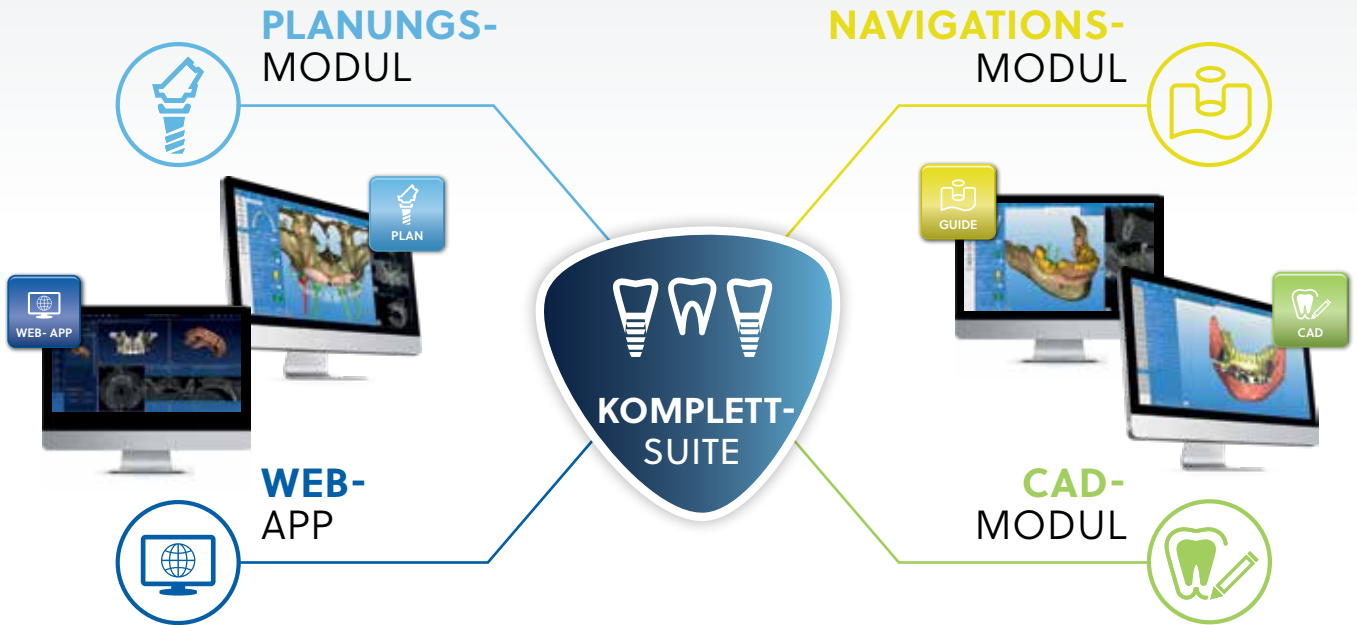 PLANUNGS-
MODUL
NAVIGATIONS-
MODUL
PLAN
GUIDE
WEB- APP
CAD
KOMPLETT-
SUITE
WEB-
APP
CAD-
MODUL